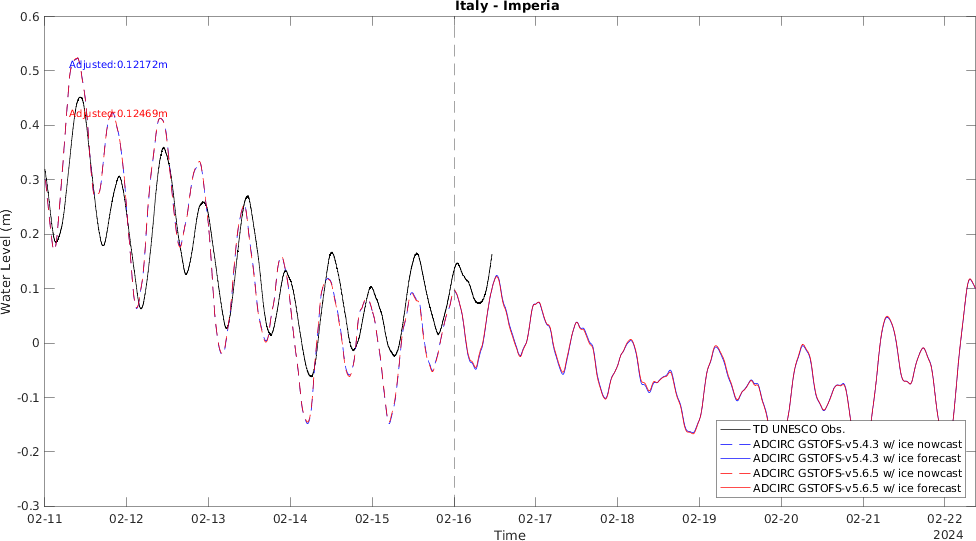 Italy - Imperia
0.6
0.5
0.4
0.3
0.2
0.1
0
-0.1
-0.2
-0.3
Water Level (m)
Adjusted:0.12172m
Adjusted:0.12469m
TD UNESCO Obs.
ADCIRC GSTOFS-v5.4.3 w/ ice nowcast
ADCIRC GSTOFS-v5.4.3 w/ ice forecast
ADCIRC GSTOFS-v5.6.5 w/ ice nowcast
ADCIRC GSTOFS-v5.6.5 w/ ice forecast
02-11 02-12 02-13 02-14 02-15 02-16 02-17 02-18 02-19 02-20 02-21 02-22
Time
2024